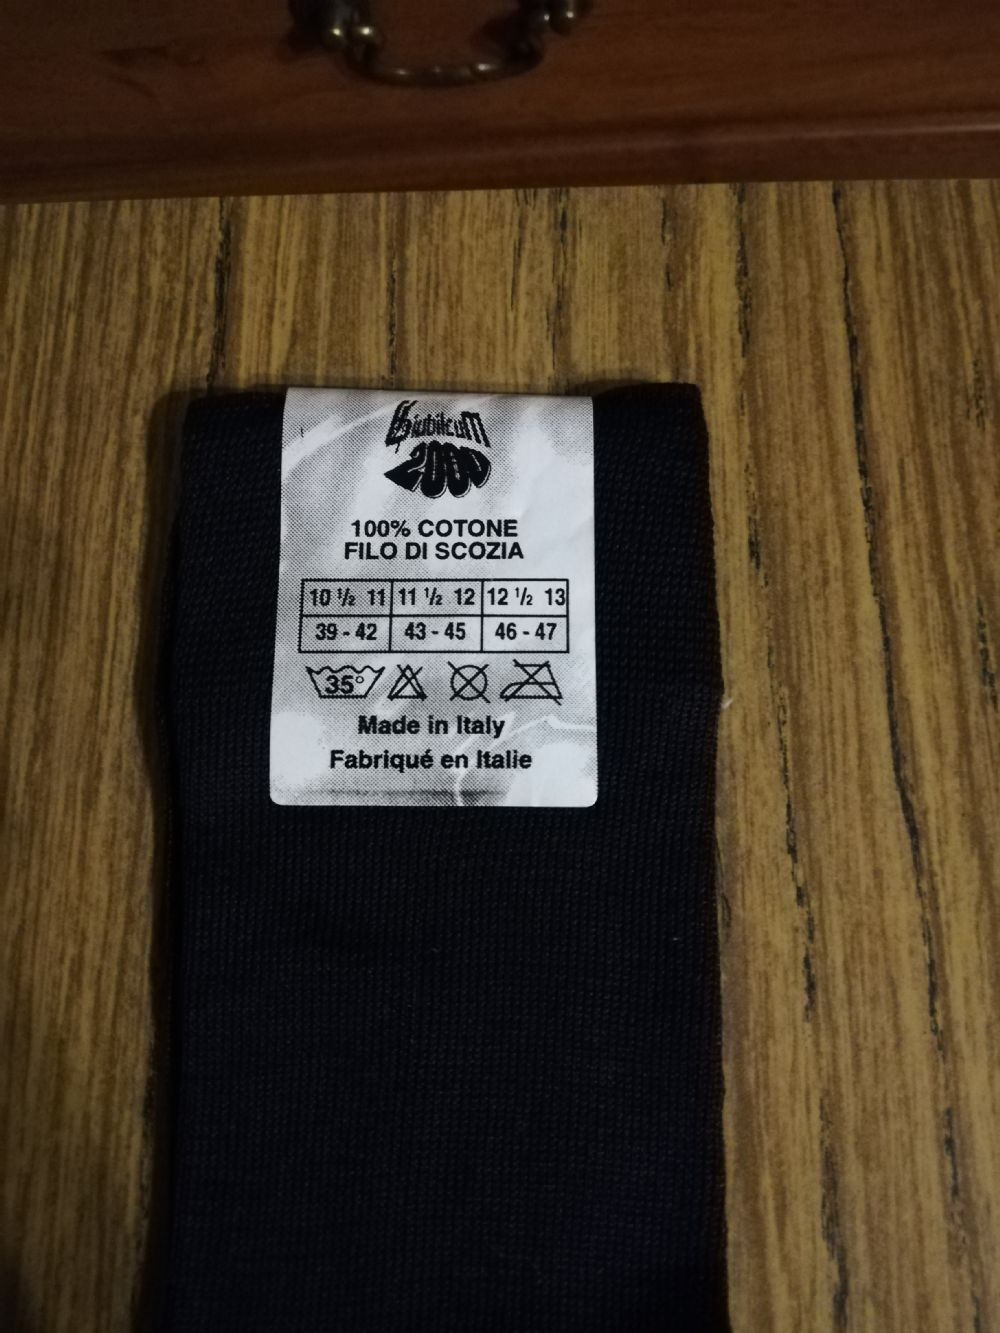 GiubileuM
2000
100% COTONE
FILO DI SCOZIA
10 ½ 11 11 ½ 12 12 ½ 13
39 - 42 43 - 45 46 - 47
35°
Made in Italy
Fabriqué en Italie